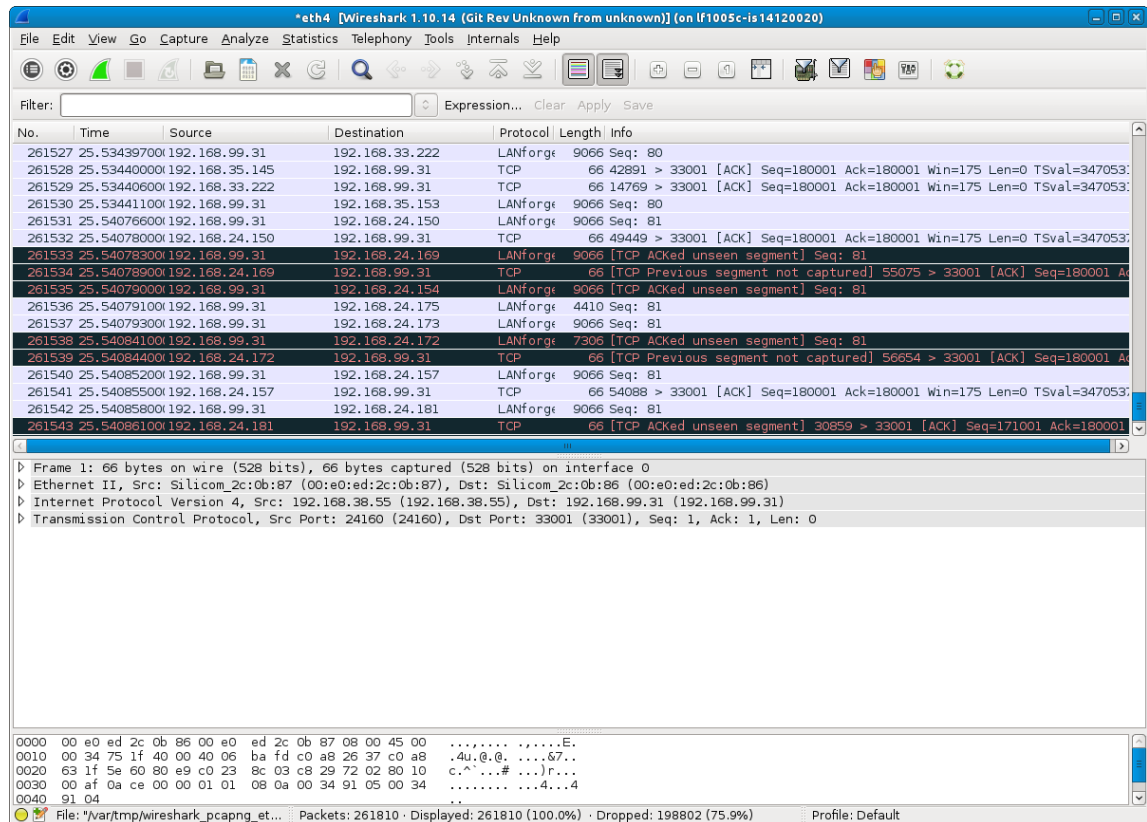 *eth4 [Wireshark 1.10.14 (Git Rev Unknown from unknown)] (on lf1005c-is14120020)
File Edit View Go Capture Analyze Statistics Telephony Tools Internals Help
Filter: Expression... Clear Apply Save
No. Time Source Destination Protocol Length Info
261527 25.53439700( 192.168.99.31 192.168.33.222 LANforge 9066 Seq: 80
261528 25.53440000( 192.168.35.145 192.168.99.31 TCP 66 42891 > 33001 [ACK] Seq=180001 Ack=180001 Win=175 Len=0 TSval=3470531
261529 25.53440600( 192.168.33.222 192.168.99.31 TCP 66 14769 > 33001 [ACK] Seq=180001 Ack=180001 Win=175 Len=0 TSval=3470531
261530 25.53441100( 192.168.99.31 192.168.35.153 LANforge 9066 Seq: 80
261531 25.54076600( 192.168.99.31 192.168.24.150 LANforge 9066 Seq: 81
261532 25.54078000( 192.168.24.150 192.168.99.31 TCP 66 49449 > 33001 [ACK] Seq=180001 Ack=180001 Win=175 Len=0 TSval=3470537
261533 25.54078300( 192.168.99.31 192.168.24.169 LANforge 9066 [TCP ACKed unseen segment] Seq: 81
261534 25.54078900( 192.168.24.169 192.168.99.31 TCP 66 [TCP Previous segment not captured] 55075 > 33001 [ACK] Seq=180001 Ac
261535 25.54079000( 192.168.99.31 192.168.24.154 LANforge 9066 [TCP ACKed unseen segment] Seq: 81
261536 25.54079100( 192.168.99.31 192.168.24.175 LANforge 4410 Seq: 81
261537 25.54079300( 192.168.99.31 192.168.24.173 LANforge 9066 Seq: 81
261538 25.54084100( 192.168.99.31 192.168.24.172 LANforge 7306 [TCP ACKed unseen segment] Seq: 81
261539 25.54084400( 192.168.24.172 192.168.99.31 TCP 66 [TCP Previous segment not captured] 56654 > 33001 [ACK] Seq=180001 Ac
261540 25.54085200( 192.168.99.31 192.168.24.157 LANforge 9066 Seq: 81
261541 25.54085500( 192.168.24.157 192.168.99.31 TCP 66 54088 > 33001 [ACK] Seq=180001 Ack=180001 Win=175 Len=0 TSval=3470537
261542 25.54085800( 192.168.99.31 192.168.24.181 LANforge 9066 Seq: 81
261543 25.54086100( 192.168.24.181 192.168.99.31 TCP 66 [TCP ACKed unseen segment] 30859 > 33001 [ACK] Seq=171001 Ack=180001
Frame 1: 66 bytes on wire (528 bits), 66 bytes captured (528 bits) on interface 0
Ethernet II, Src: Silicom_2c:0b:87 (00:e0:ed:2c:0b:87), Dst: Silicom_2c:0b:86 (00:e0:ed:2c:0b:86)
Internet Protocol Version 4, Src: 192.168.38.55 (192.168.38.55), Dst: 192.168.99.31 (192.168.99.31)
Transmission Control Protocol, Src Port: 24160 (24160), Dst Port: 33001 (33001), Seq: 1, Ack: 1, Len: 0
0000 00 e0 ed 2c 0b 86 00 e0 ed 2c 0b 87 08 00 45 00 ...,.... .,....E.
0010 00 34 75 1f 40 00 40 06 ba fd c0 a8 26 37 c0 a8 .4u.@.@. ....&7..
0020 63 1f 5e 60 80 e9 c0 23 8c 03 c8 29 72 02 80 10 c.^`...# ...)r...
0030 00 af 0a ce 00 00 01 01 08 0a 00 34 91 05 00 34 ........ ...4...4
0040 91 04 ..
File: "/var/tmp/wireshark_pcapng_et... Packets: 261810 · Displayed: 261810 (100.0%) · Dropped: 198802 (75.9%) Profile: Default